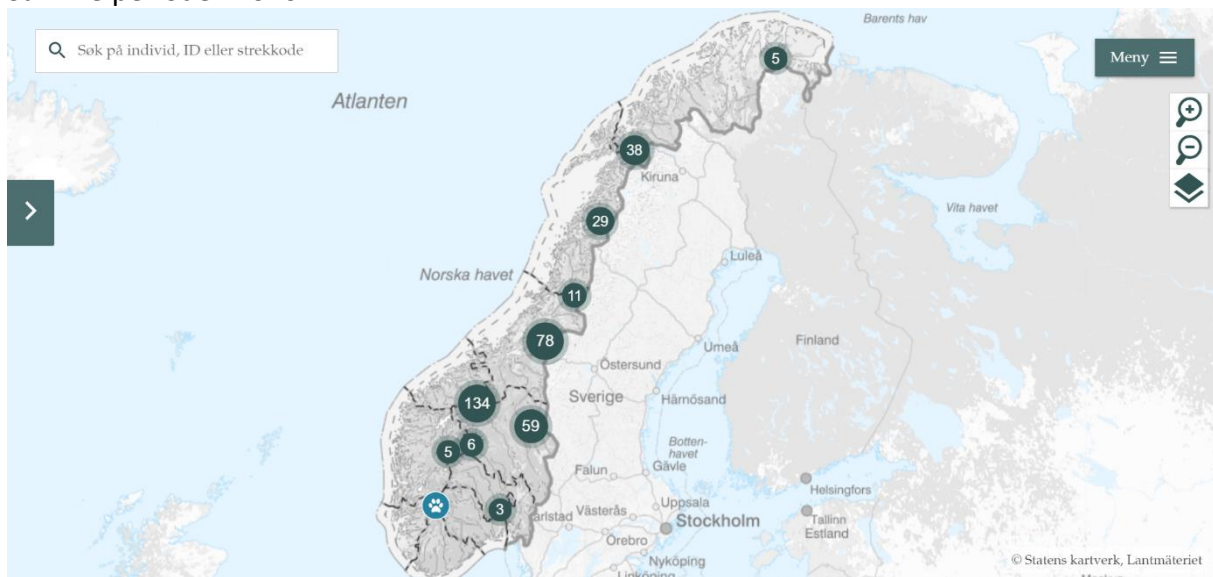 Barents hav
Søk på individ, ID eller strekkode
Meny
5
Atlanten
38
Kiruna
29
Vita havet
Luleå
Norska havet
11
78
Umeå
Finland
Östersund
134
Sverige
Härnösand
59
Botten-
havet
5
6
Falun
Gävle
Helsingfors
3
Karlstad
Västerås
Uppsala
Stockholm
Tallinn
Estland
Örebro
Nyköping
© Statens kartverk, Lantmäteriet